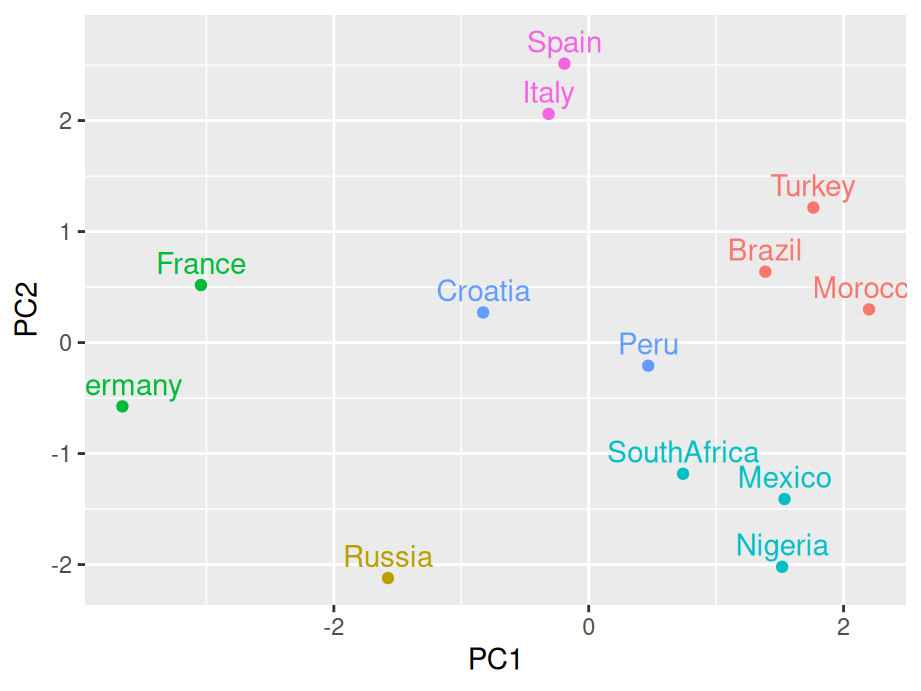 Spain
Italy
2
Turkey
1
Brazil
France
Morocc
Croatia
PC2
0
Peru
ermany
-1
SouthAfrica
Mexico
Nigeria
Russia
-2
-2
0
2
PC1